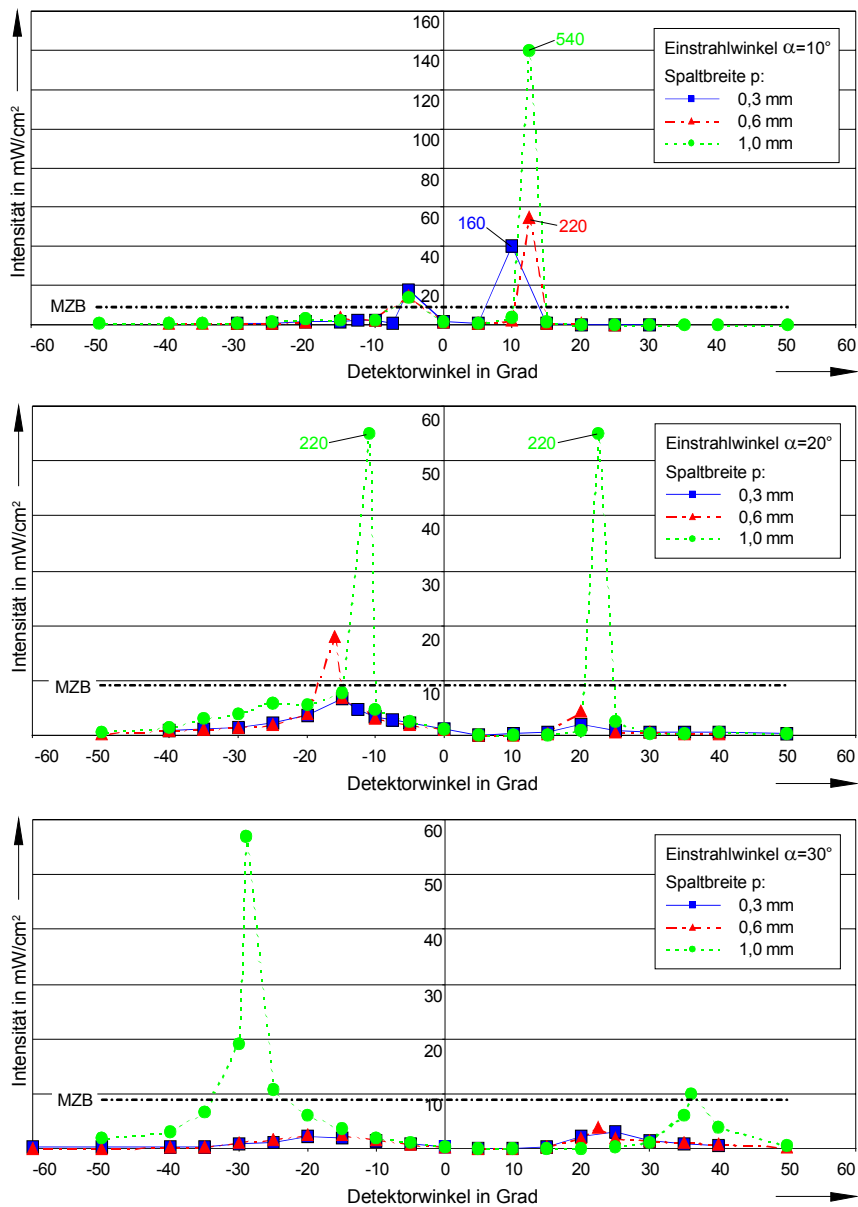 Intensität in mW/cm²
160
140
120
100
80
60
40
20
540
160
220
MZB
Einstrahlwinkel α=10°
Spaltbreite p:
0,3 mm
0,6 mm
1,0 mm
-60 -50 -40 -30 -20 -10 0 10 20 30 40 50 60
Detektorwinkel in Grad
Intensität in mW/cm²
60
50
40
30
20
10
220
220
MZB
Einstrahlwinkel α=20°
Spaltbreite p:
0,3 mm
0,6 mm
1,0 mm
-60 -50 -40 -30 -20 -10 0 10 20 30 40 50 60
Detektorwinkel in Grad
Intensität in mW/cm²
60
50
40
30
20
10
MZB
Einstrahlwinkel α=30°
Spaltbreite p:
0,3 mm
0,6 mm
1,0 mm
-60 -50 -40 -30 -20 -10 0 10 20 30 40 50 60
Detektorwinkel in Grad